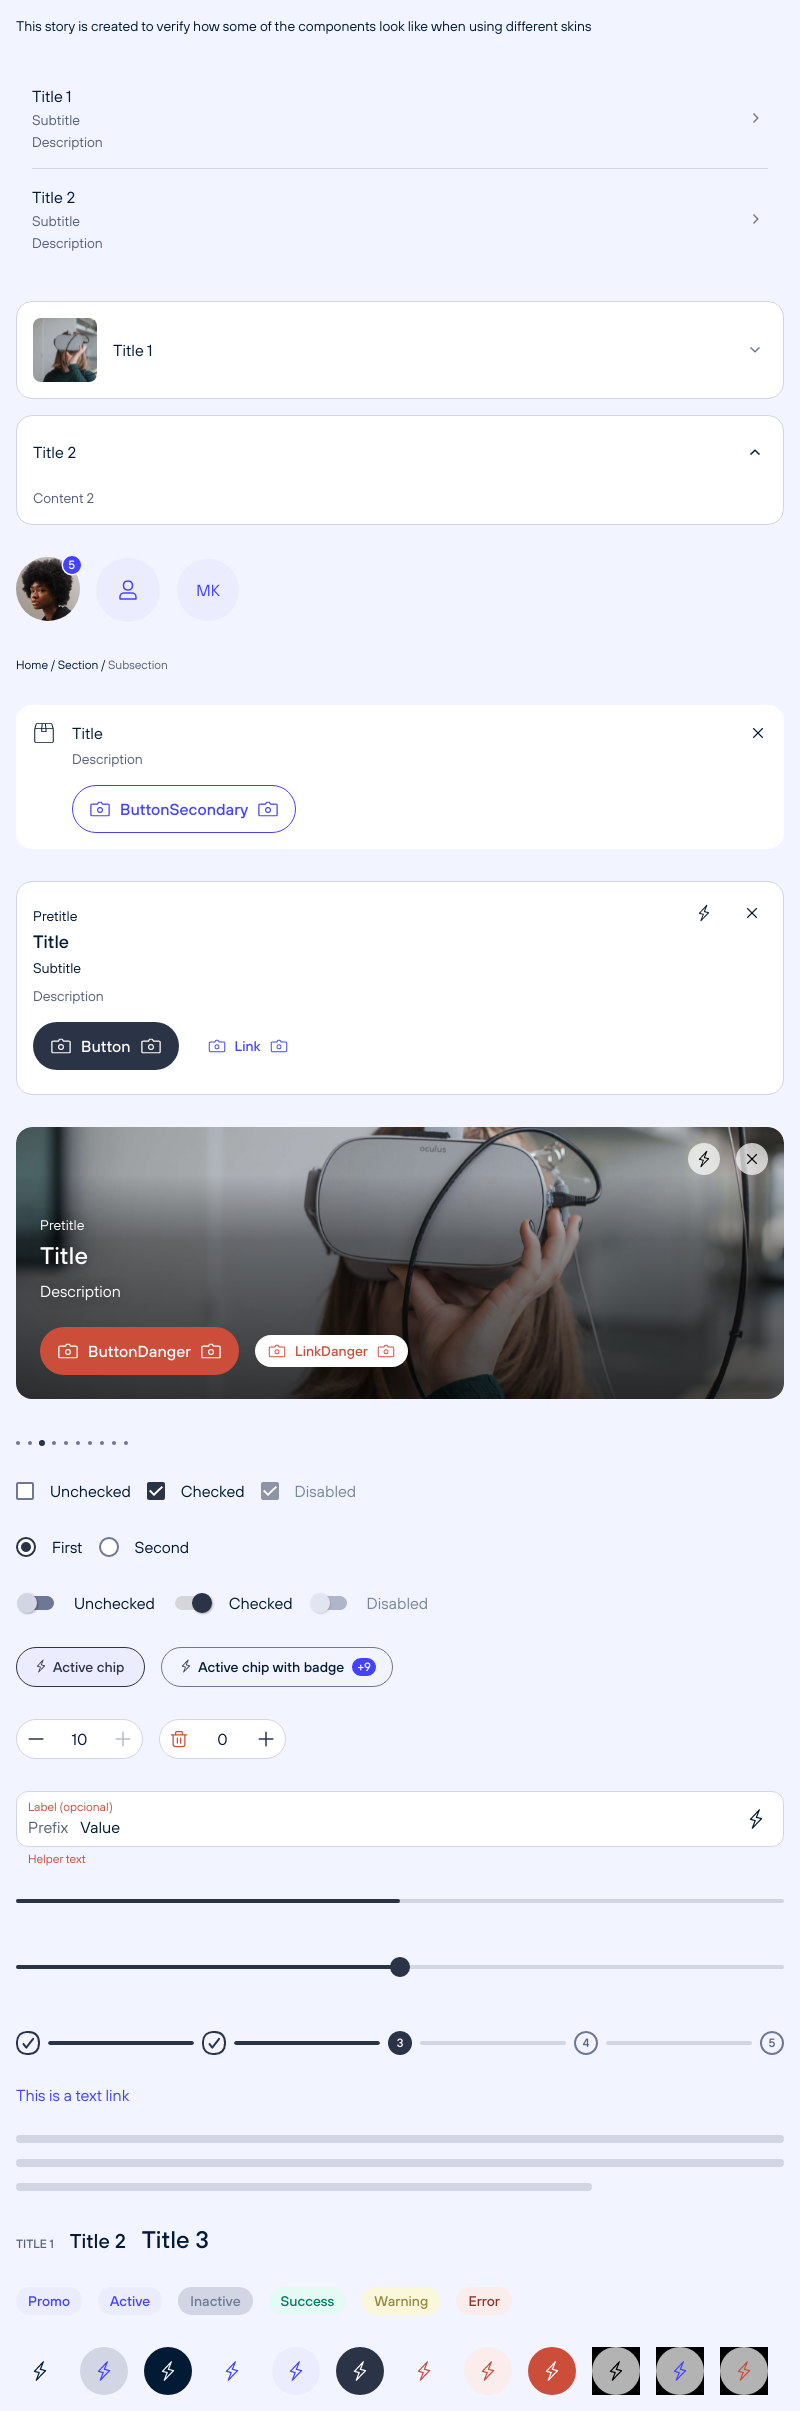 This story is created to verify how some of the components look like when using different skins
Title 1
Subtitle
Description
Title 2
Subtitle
Description
Title 1
Title 2
Content 2
5
MK
Home / Section / Subsection
Title
Description
ButtonSecondary
Pretitle
Title
Subtitle
Description
Button Link
oculus
Pretitle
Title
Description
ButtonDanger LinkDanger
Unchecked Checked Disabled
First Second
Unchecked Checked Disabled
Active chip Active chip with badge +9
10 0
Label (opcional)
Prefix Value
Helper text
3 4 5
This is a text link
TITLE 1 Title 2 Title 3
Promo Active Inactive Success Warning Error